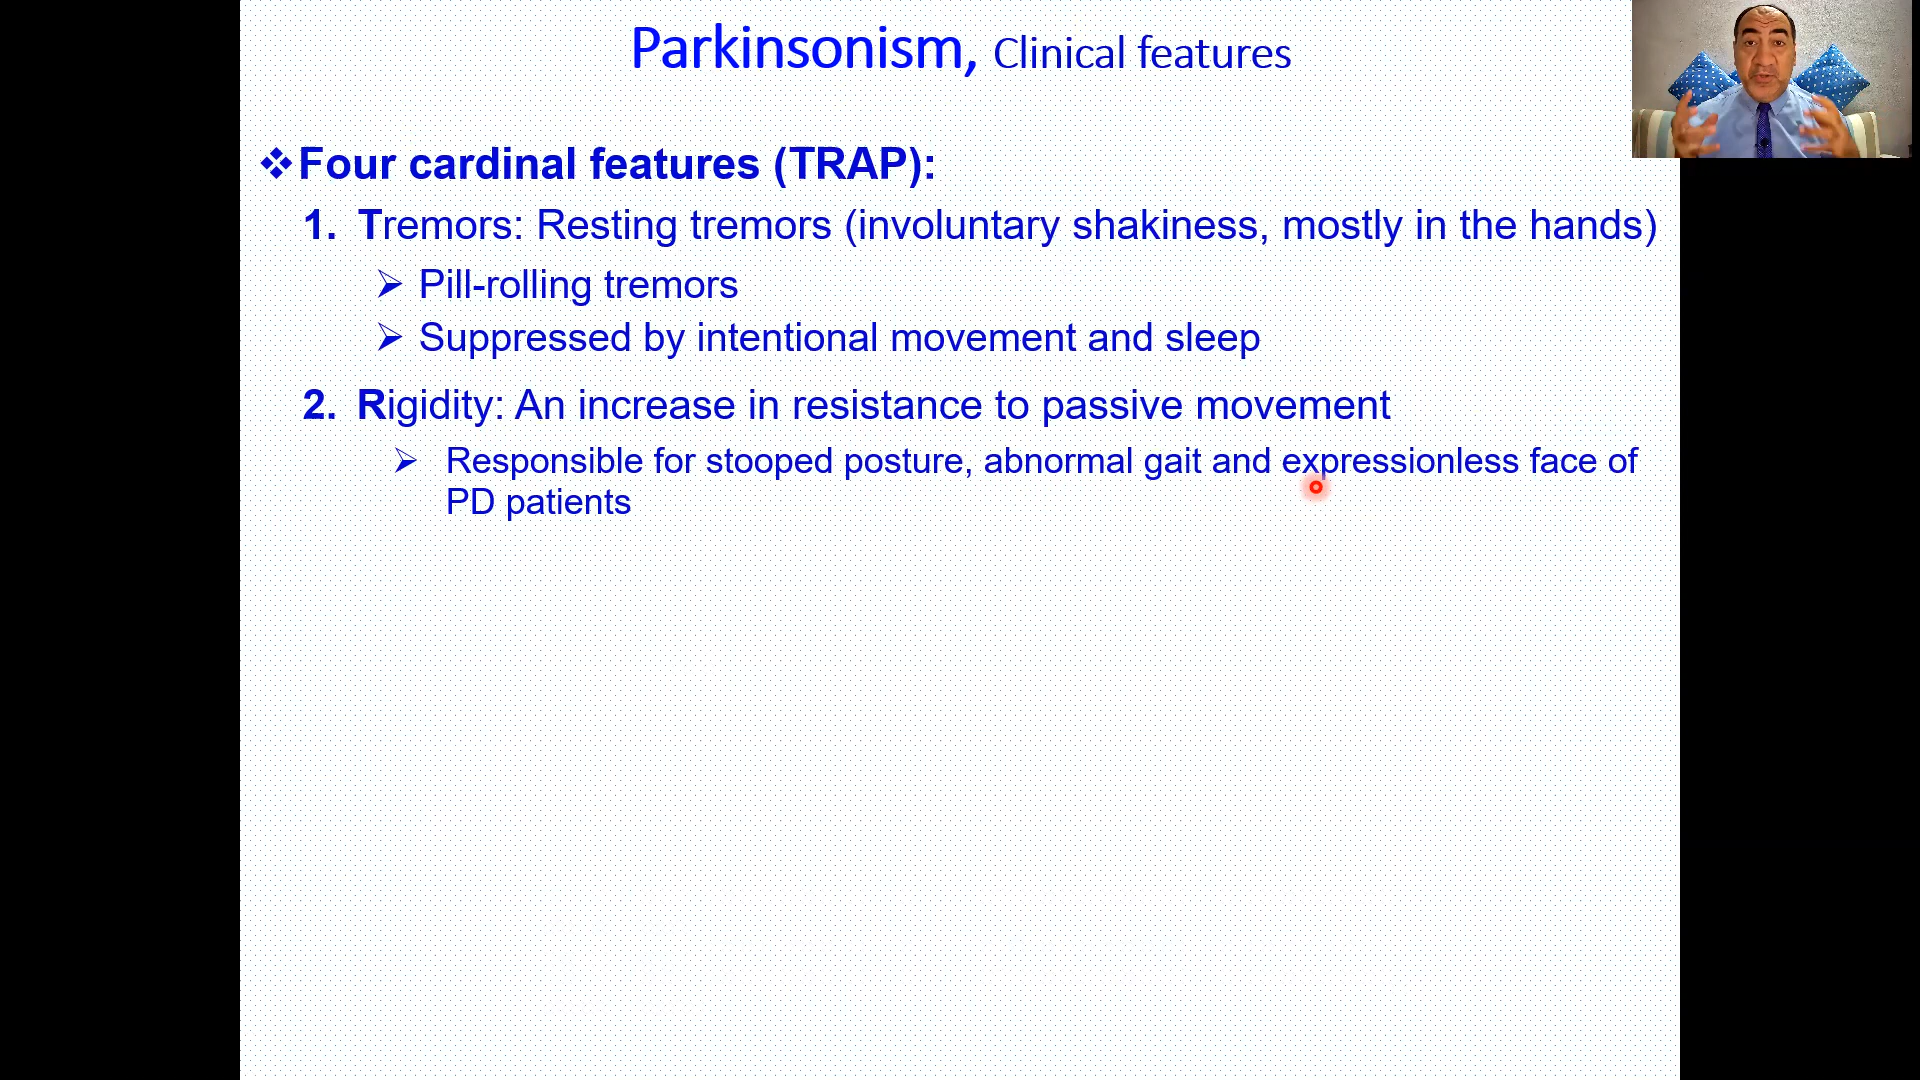 Parkinsonism, Clinical features
❖Four cardinal features (TRAP):
1. Tremors: Resting tremors (involuntary shakiness, mostly in the hands)
➢ Pill-rolling tremors
➢ Suppressed by intentional movement and sleep
2. Rigidity: An increase in resistance to passive movement
➢ Responsible for stooped posture, abnormal gait and expressionless face of
PD patients